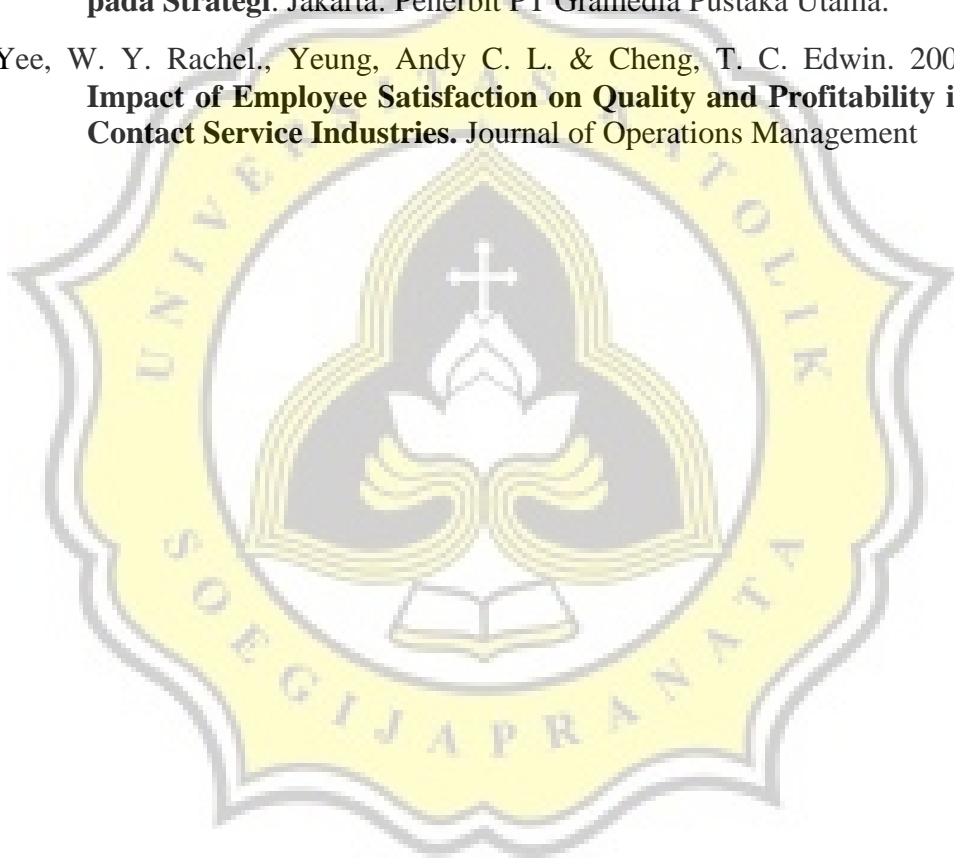 pada Strategi. Jakarta. Penerbit PT Gramedia Pustaka Utama.
Yee, W. Y. Rachel., Yeung, Andy C. L. & Cheng, T. C. Edwin. 200
Impact of Employee Satisfaction on Quality and Profitability i
Contact Service Industries. Journal of Operations Management
UNIVERSITAS KATOLIK
SOEGIJAPRANATA